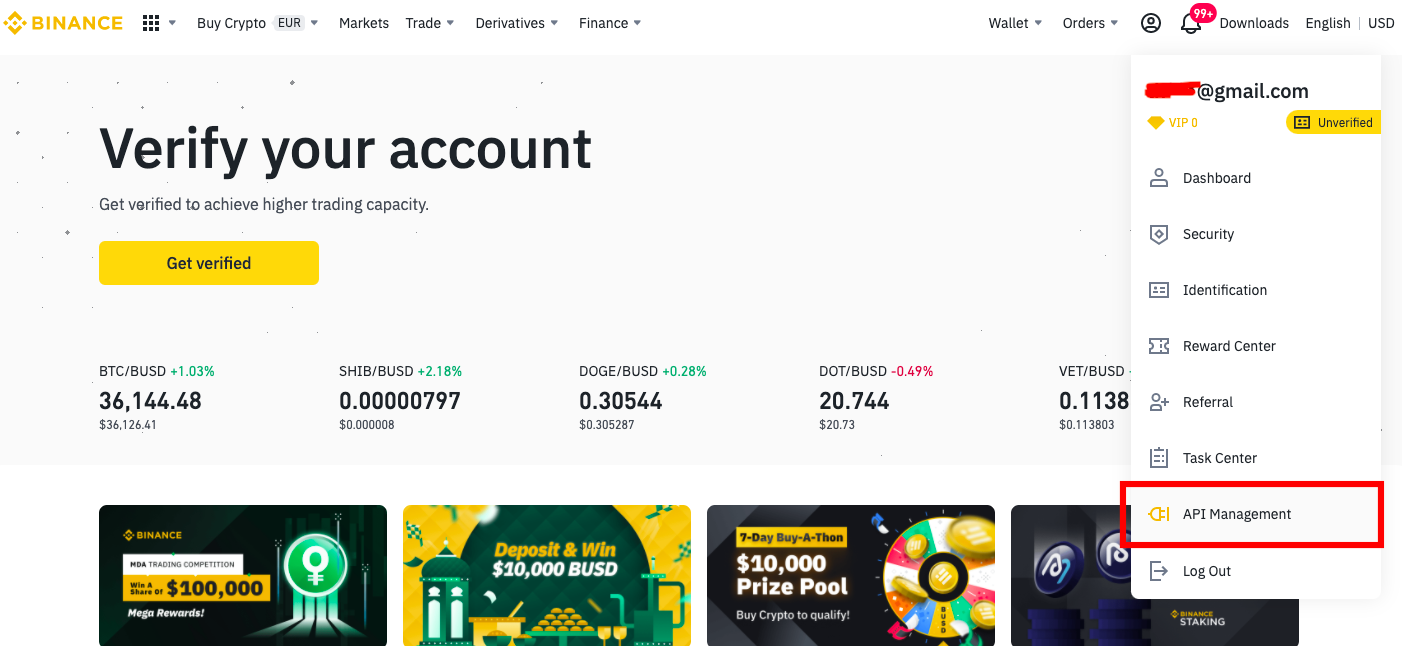 BINANCE
Buy Crypto EUR
Markets
Trade
Derivatives
Finance
Wallet
Orders
99+
Downloads
English
USD
@gmail.com
VIP 0
Unverified
Dashboard
Security
Identification
Reward Center
Referral
Task Center
API Management
Log Out
Verify your account
Get verified to achieve higher trading capacity.
Get verified
BTC/BUSD +1.03%
36,144.48
$36,126.41
SHIB/BUSD +2.18%
0.00000797
$0.000008
DOGE/BUSD +0.28%
0.30544
$0.305287
DOT/BUSD -0.49%
20.744
$20.73
VET/BUSD
0.1138
$0.113803
BINANCE
MDA TRADING COMPETITION
Win A
Share Of $100,000
Mega Rewards!
Deposit & Win
$10,000 BUSD
7-Day Buy-A-Thon
$10,000
Prize Pool
Buy Crypto to qualify!
BUSD
BINANCE
STAKING